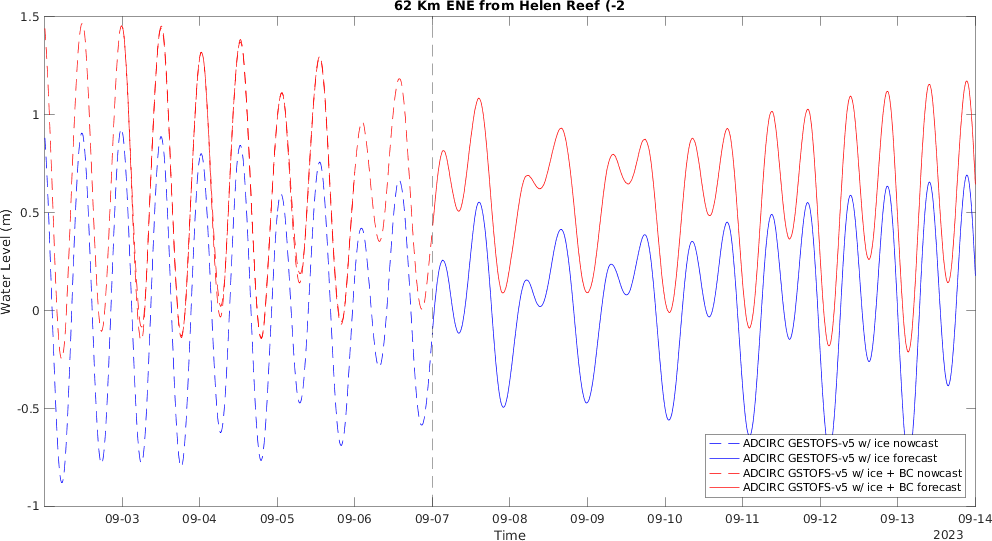 62 Km ENE from Helen Reef (-2
1.5
1
0.5
0
-0.5
-1
Water Level (m)
ADCIRC GESTOFS-v5 w/ ice nowcast
ADCIRC GESTOFS-v5 w/ ice forecast
ADCIRC GSTOFS-v5 w/ ice + BC nowcast
ADCIRC GSTOFS-v5 w/ ice + BC forecast
09-03 09-04 09-05 09-06 09-07 09-08 09-09 09-10 09-11 09-12 09-13 09-14
Time
2023